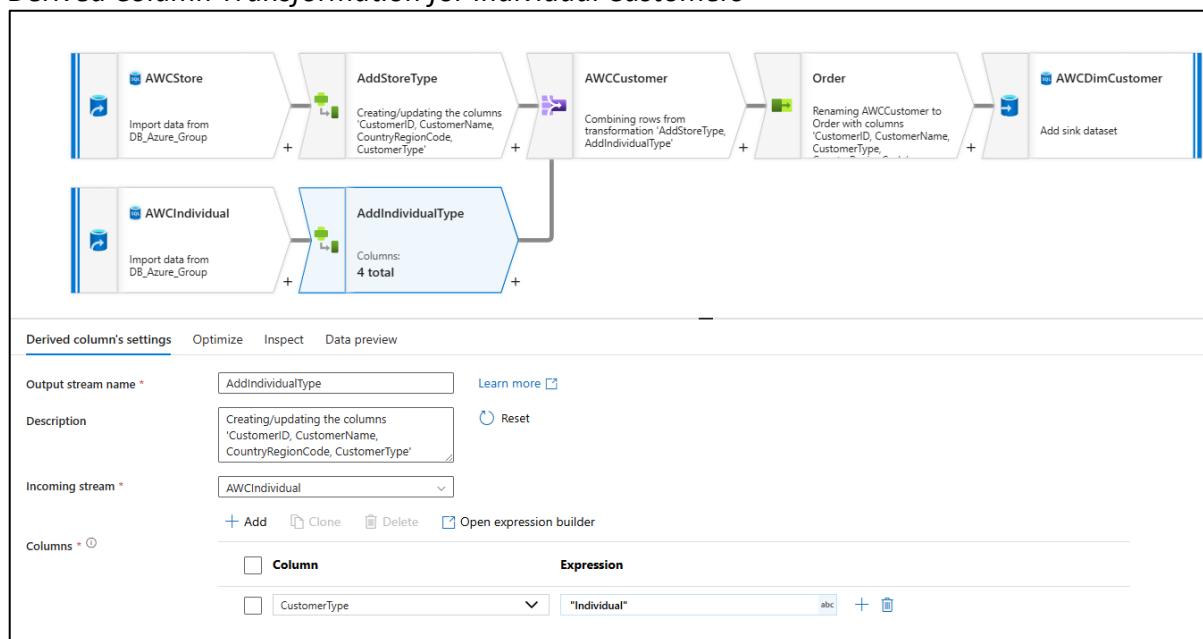 Derived Column Transformation for Individual Customers
AWCStore
Import data from
DB_Azure_Group
+
AddStoreType
Creating/updating the columns
'CustomerID, CustomerName,
CountryRegionCode,
CustomerType'
+
AWCCustomer
Combining rows from
transformation 'AddStoreType,
AddIndividualType'
+
Order
Renaming AWCCustomer to
Order with columns
'CustomerID, CustomerName,
CustomerType,
+
AWCDimCustomer
Add sink dataset
AWCIndividual
Import data from
DB_Azure_Group
+
AddIndividualType
Columns:
4 total
+
Derived column's settings Optimize Inspect Data preview
Output stream name * AddIndividualType Learn more
Description Creating/updating the columns
'CustomerID, CustomerName,
CountryRegionCode, CustomerType'
Reset
Incoming stream * AWCIndividual
+ Add Clone Delete Open expression builder
Columns *
Column Expression
CustomerType "Individual" abc +